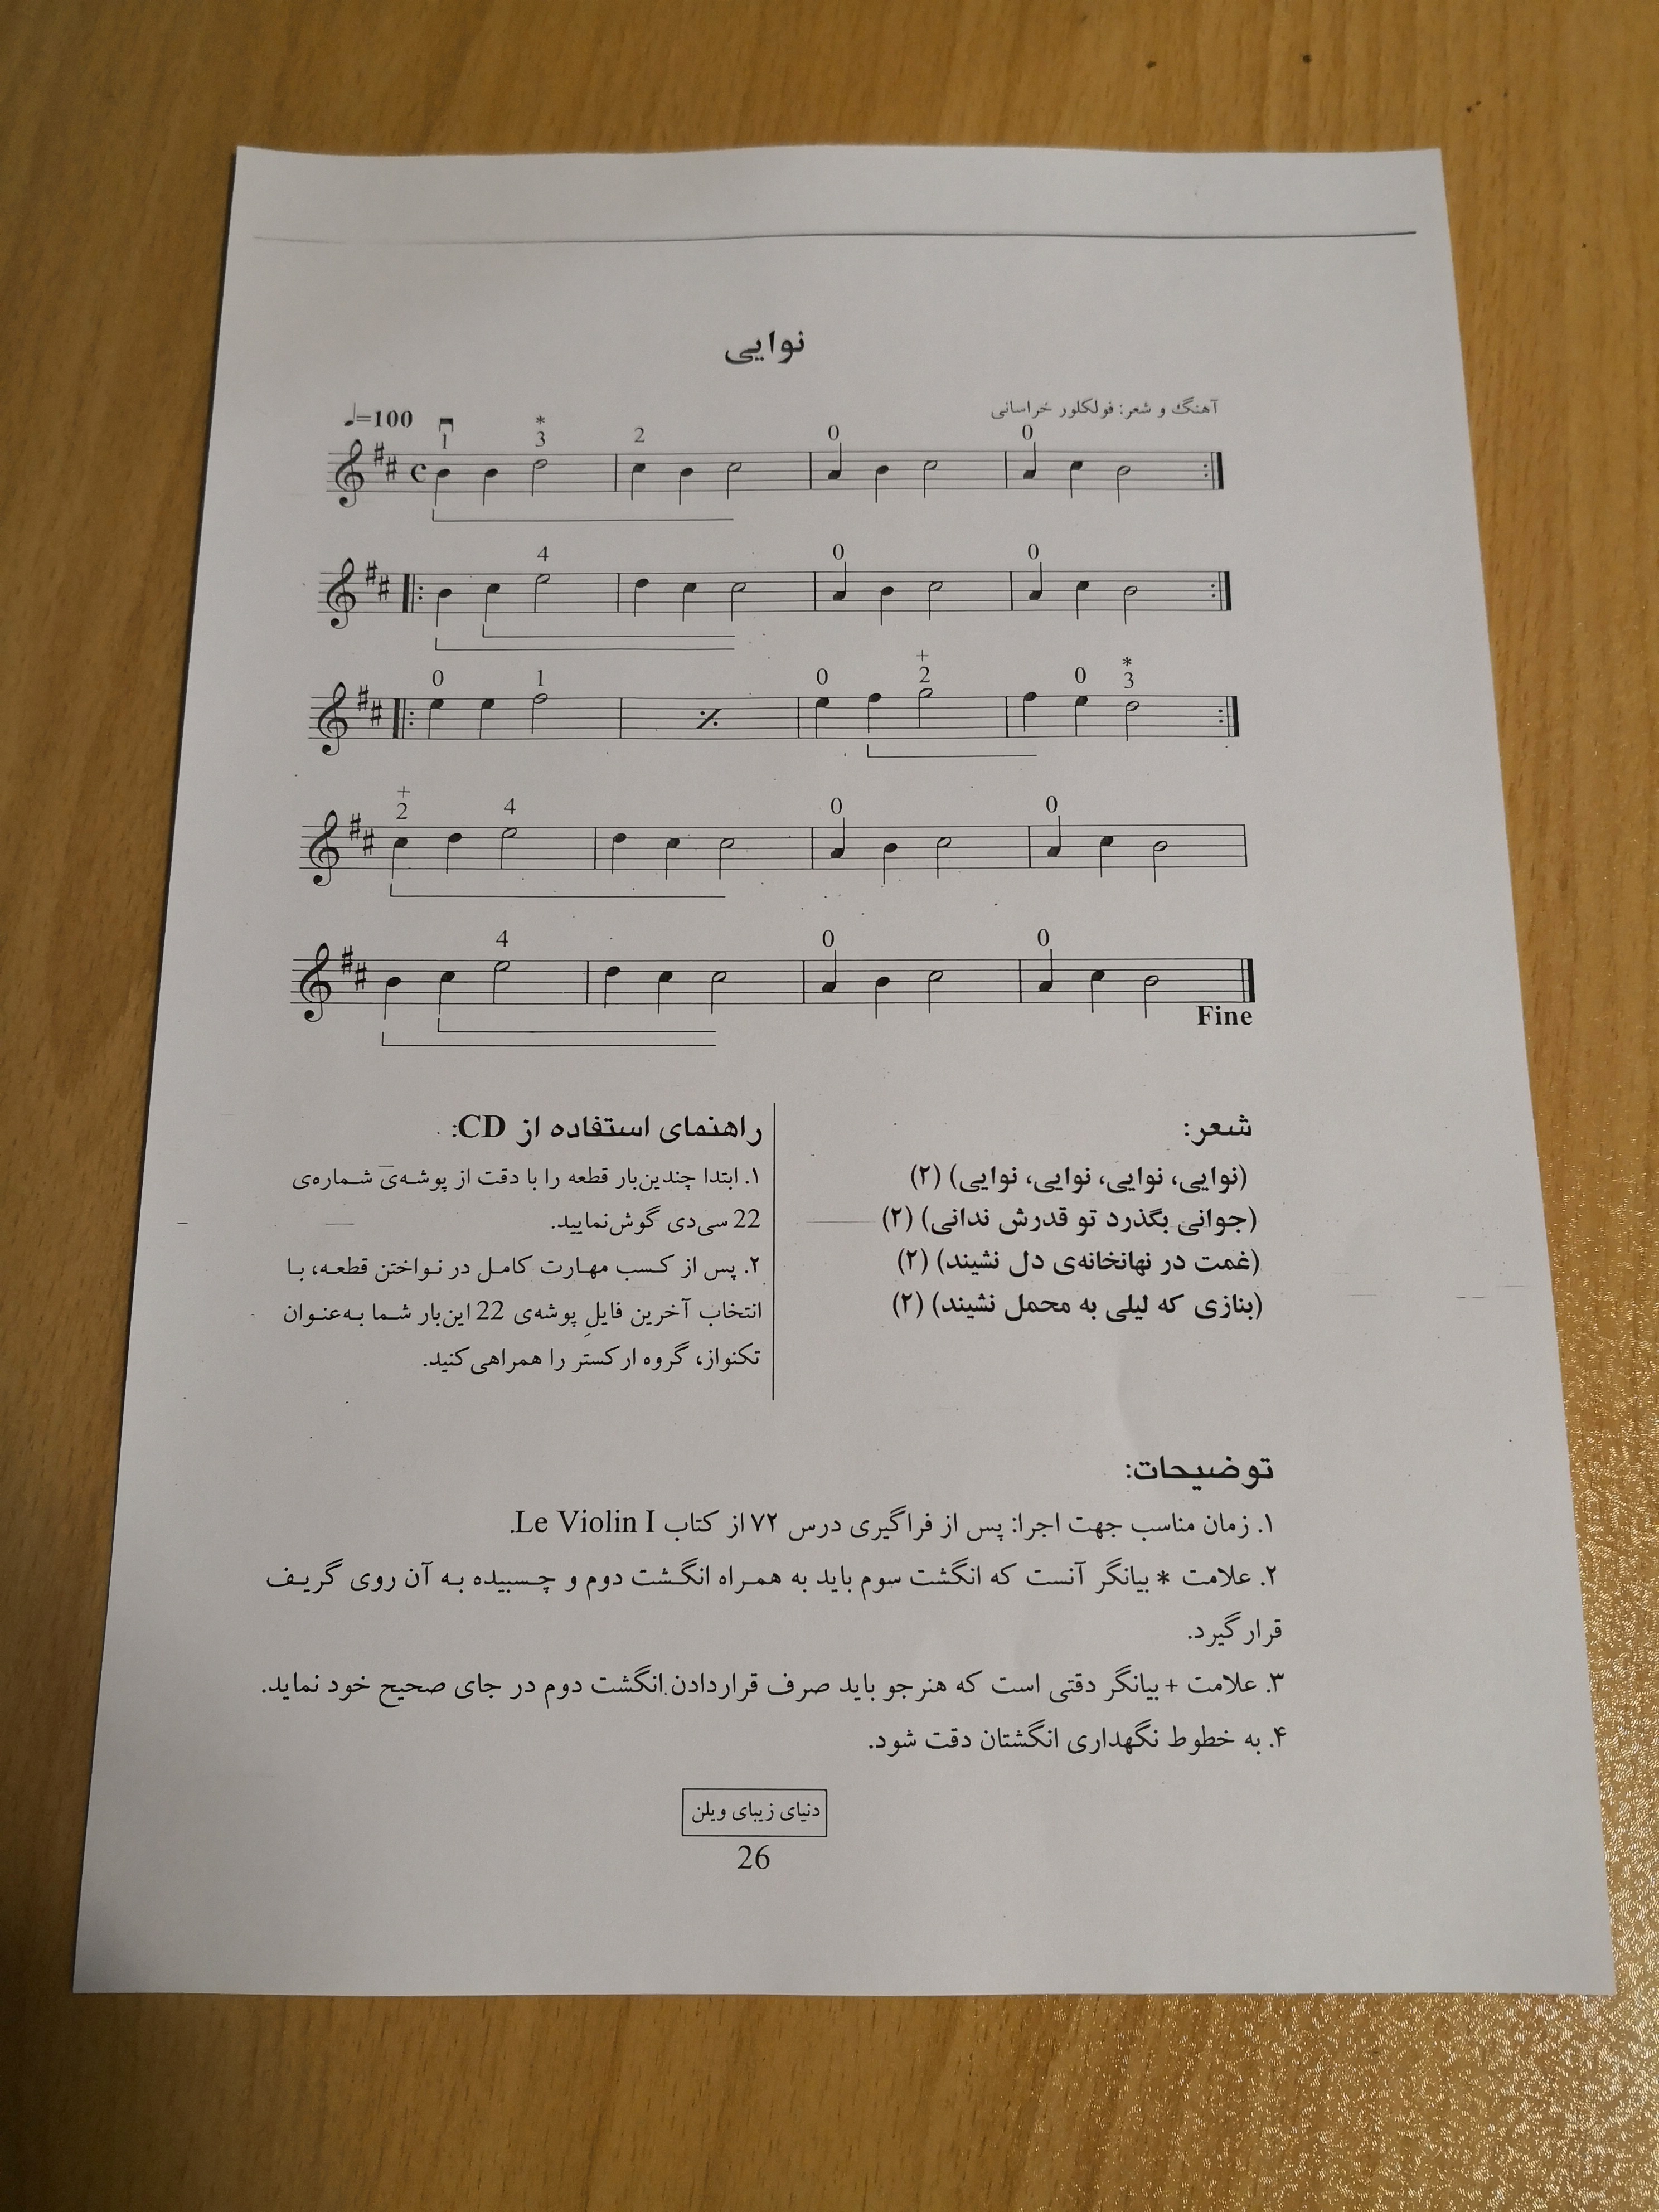 نوایی
آهنگ و شعر: فولکلور خراسانی
♩=100
1 * 3 2 0 0
4 0 0
0 1 0 + 2 0 * 3
+ 2 4 0 0
4 0 0
Fine
شعر:
(نوایی، نوایی، نوایی، نوایی) (۲)
(جوانی بگذرد تو قدرش ندانی) (۲)
(غمت در نهانخانه‌ی دل نشیند) (۲)
(بنازی که لیلی به محمل نشیند) (۲)
راهنمای استفاده از CD:
۱. ابتدا چندین‌بار قطعه را با دقت از پوشه‌ی شماره‌ی
22 سی‌دی گوش‌نمایید.
۲. پس از کسب مهارت کامل در نواختن قطعه، با
انتخاب آخرین فایلِ پوشه‌ی 22 این‌بار شما به‌عنوان
تکنواز، گروه ارکستر را همراهی‌کنید.
توضیحات:
۱. زمان مناسب جهت اجرا: پس از فراگیری درس ۷۲ از کتاب Le Violin I.
۲. علامت * بیانگر آنست که انگشت سوم باید به همراه انگشت دوم و چسبیده به آن روی گریف
قرار گیرد.
۳. علامت + بیانگر دقتی است که هنرجو باید صرف قراردادن انگشت دوم در جای صحیح خود نماید.
۴. به خطوط نگهداری انگشتان دقت شود.
دنیای زیبای ویلن
26